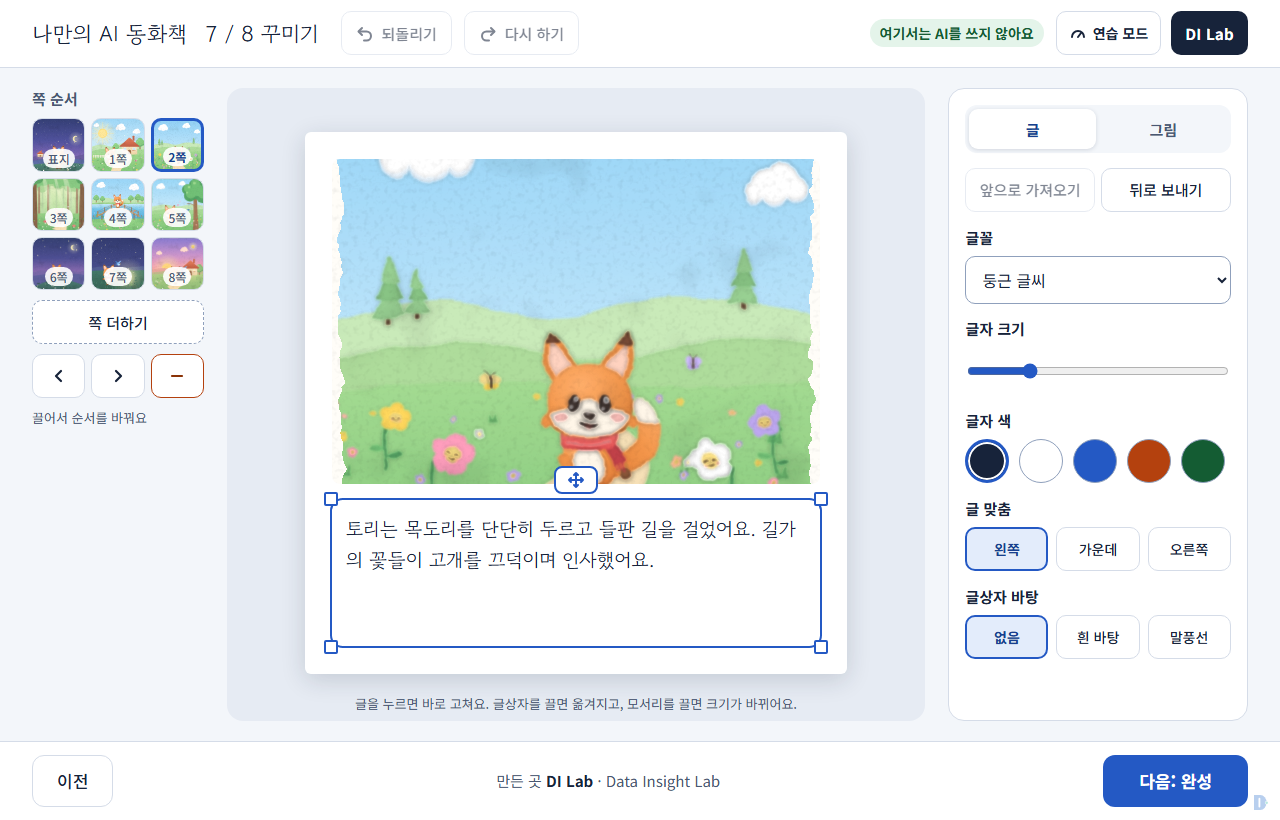 나만의 AI 동화책 7 / 8 꾸미기 되돌리기 다시 하기 여기서는 AI를 쓰지 않아요 연습 모드 DI Lab
쪽 순서
표지 1쪽 2쪽
3쪽 4쪽 5쪽
6쪽 7쪽 8쪽
쪽 더하기
끌어서 순서를 바꿔요
토리는 목도리를 단단히 두르고 들판 길을 걸었어요. 길가
의 꽃들이 고개를 끄덕이며 인사했어요.
글을 누르면 바로 고쳐요. 글상자를 끌면 옮겨지고, 모서리를 끌면 크기가 바뀌어요.
글 그림
앞으로 가져오기 뒤로 보내기
글꼴
둥근 글씨
글자 크기
글자 색
글 맞춤
왼쪽 가운데 오른쪽
글상자 바탕
없음 흰 바탕 말풍선
이전 만든 곳 DI Lab · Data Insight Lab 다음: 완성